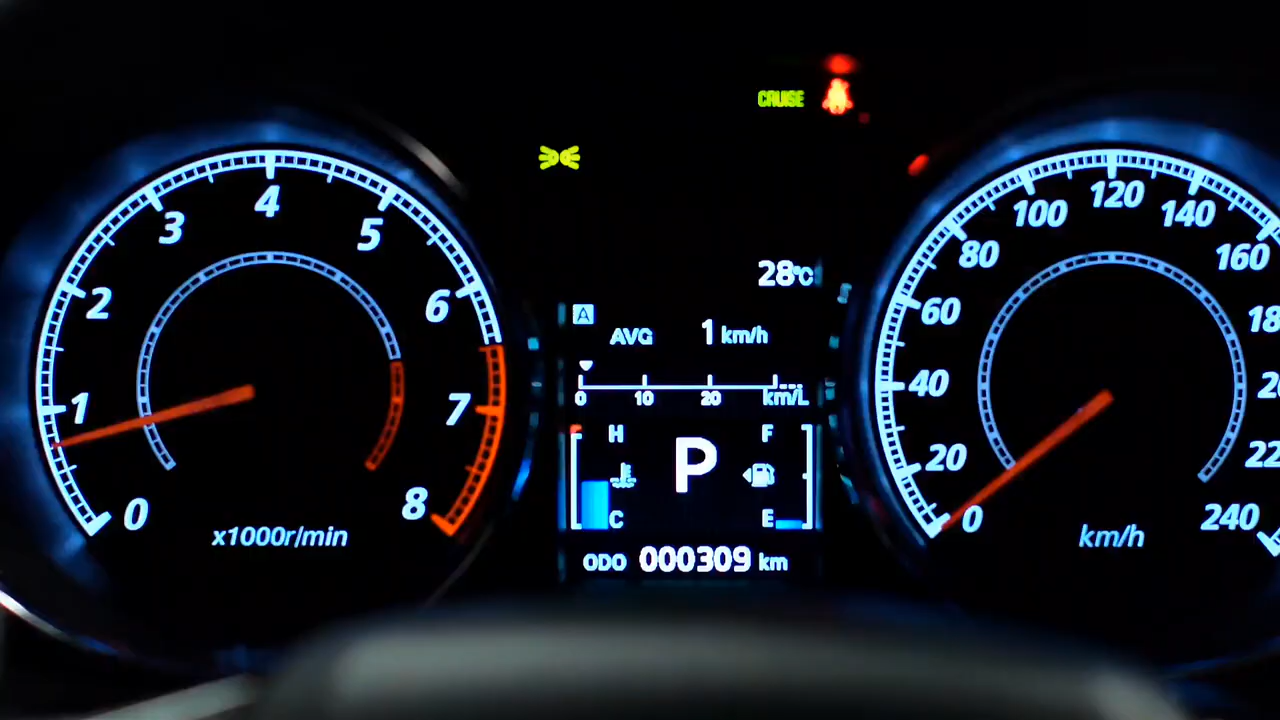 CRUISE
0 1 2 3 4 5 6 7 8
x1000r/min
28°C
A
AVG 1 km/h
0 10 20 km/L
H F
P
C E
ODO 000309 km
0 20 40 60 80 100 120 140 160
240
km/h